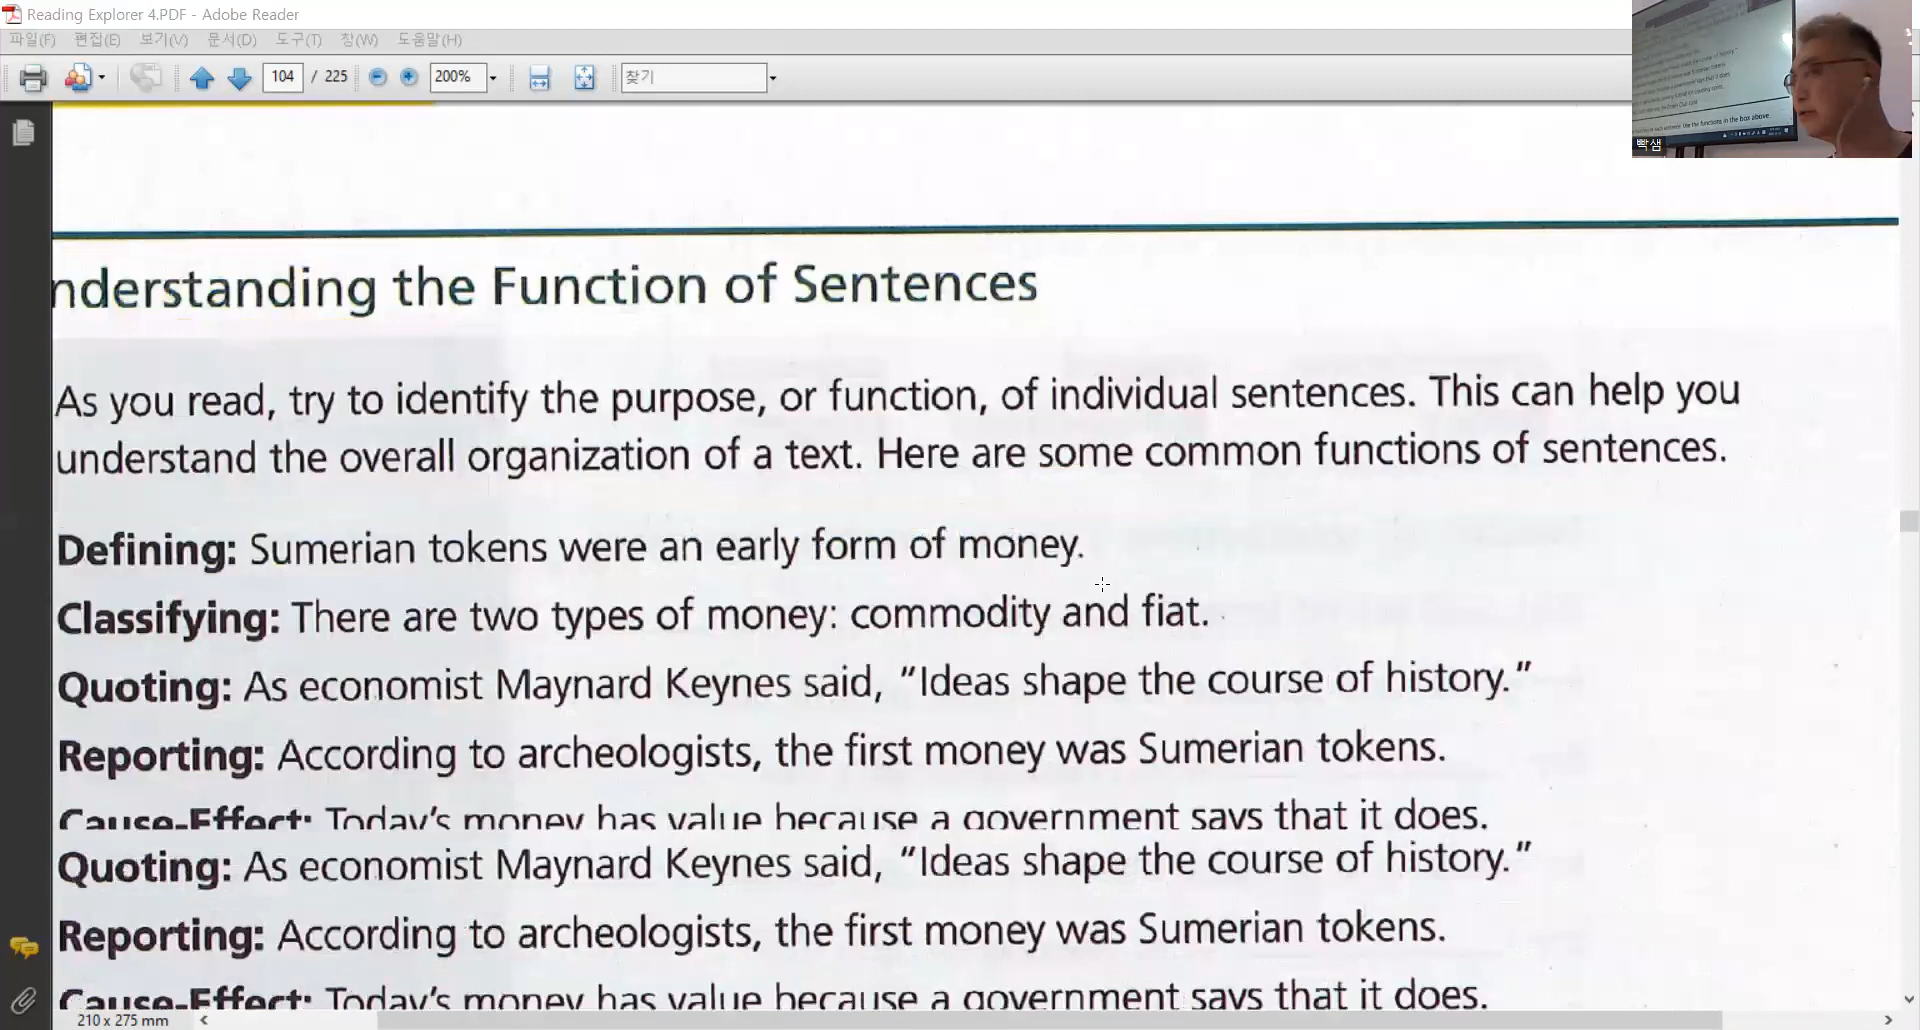 Reading Explorer 4.PDF - Adobe Reader
파일(F) 편집(E) 보기(V) 문서(D) 도구(T) 창(W) 도움말(H)
104 / 225 200% 찾기
빡샘
nderstanding the Function of Sentences
As you read, try to identify the purpose, or function, of individual sentences. This can help you
understand the overall organization of a text. Here are some common functions of sentences.
Defining: Sumerian tokens were an early form of money.
Classifying: There are two types of money: commodity and fiat.
Quoting: As economist Maynard Keynes said, “Ideas shape the course of history.”
Reporting: According to archeologists, the first money was Sumerian tokens.
Cause-Effect: Today’s money has value because a government says that it does.
Quoting: As economist Maynard Keynes said, “Ideas shape the course of history.”
Reporting: According to archeologists, the first money was Sumerian tokens.
Cause-Effect: Today’s money has value because a government says that it does.
210 x 275 mm